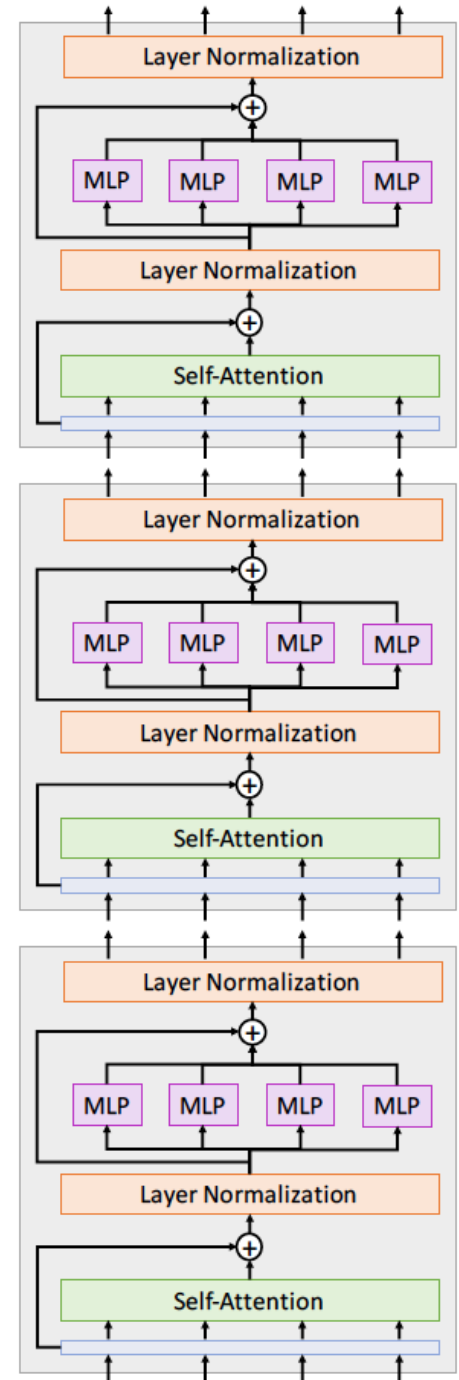 Layer Normalization
+
MLP MLP MLP MLP
Layer Normalization
+
Self-Attention
Layer Normalization
+
MLP MLP MLP MLP
Layer Normalization
+
Self-Attention
Layer Normalization
+
MLP MLP MLP MLP
Layer Normalization
+
Self-Attention